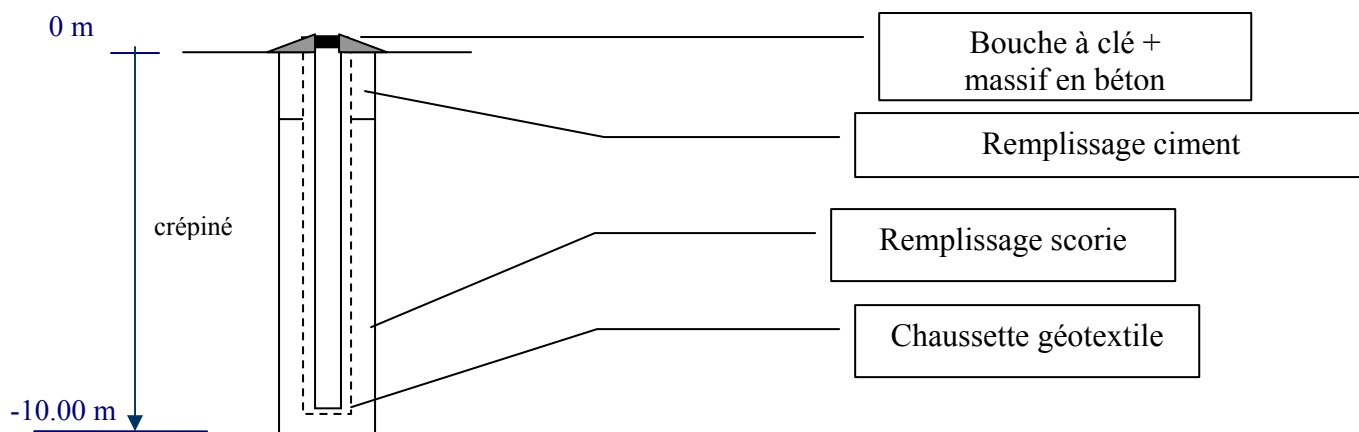 0 m
Bouche à clé +
massif en béton
Remplissage ciment
crépiné
Remplissage scorie
Chaussette géotextile
-10.00 m